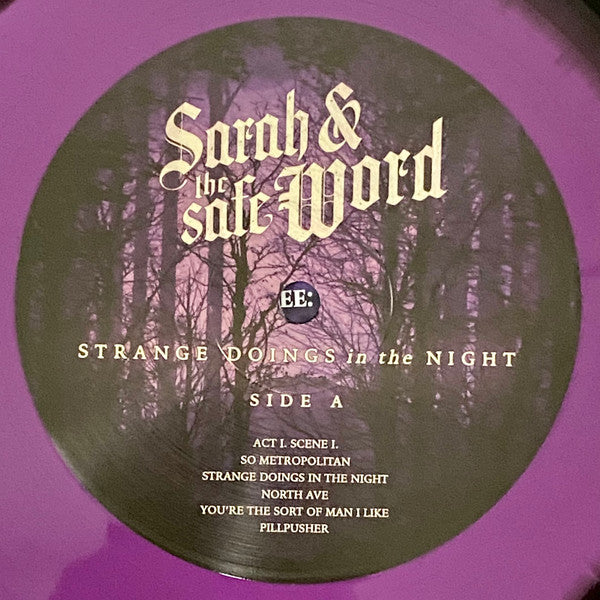 Sarah &
the
safe Word
EE:
STRANGE DOINGS in the NIGHT
SIDE A
ACT I. SCENE I.
SO METROPOLITAN
STRANGE DOINGS IN THE NIGHT
NORTH AVE
YOU'RE THE SORT OF MAN I LIKE
PILLPUSHER